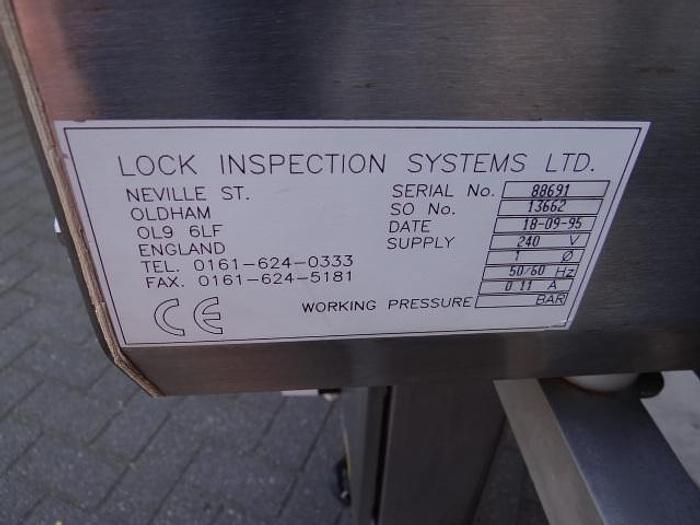 LOCK INSPECTION SYSTEMS LTD.
NEVILLE ST.
OLDHAM
OL9 6LF
ENGLAND
TEL. 0161-624-0333
FAX. 0161-624-5181
SERIAL No. 88691
SO No. 13662
DATE 18-09-95
SUPPLY 240 V
1 Ø
50/60 Hz
0 11 A
WORKING PRESSURE BAR
CE